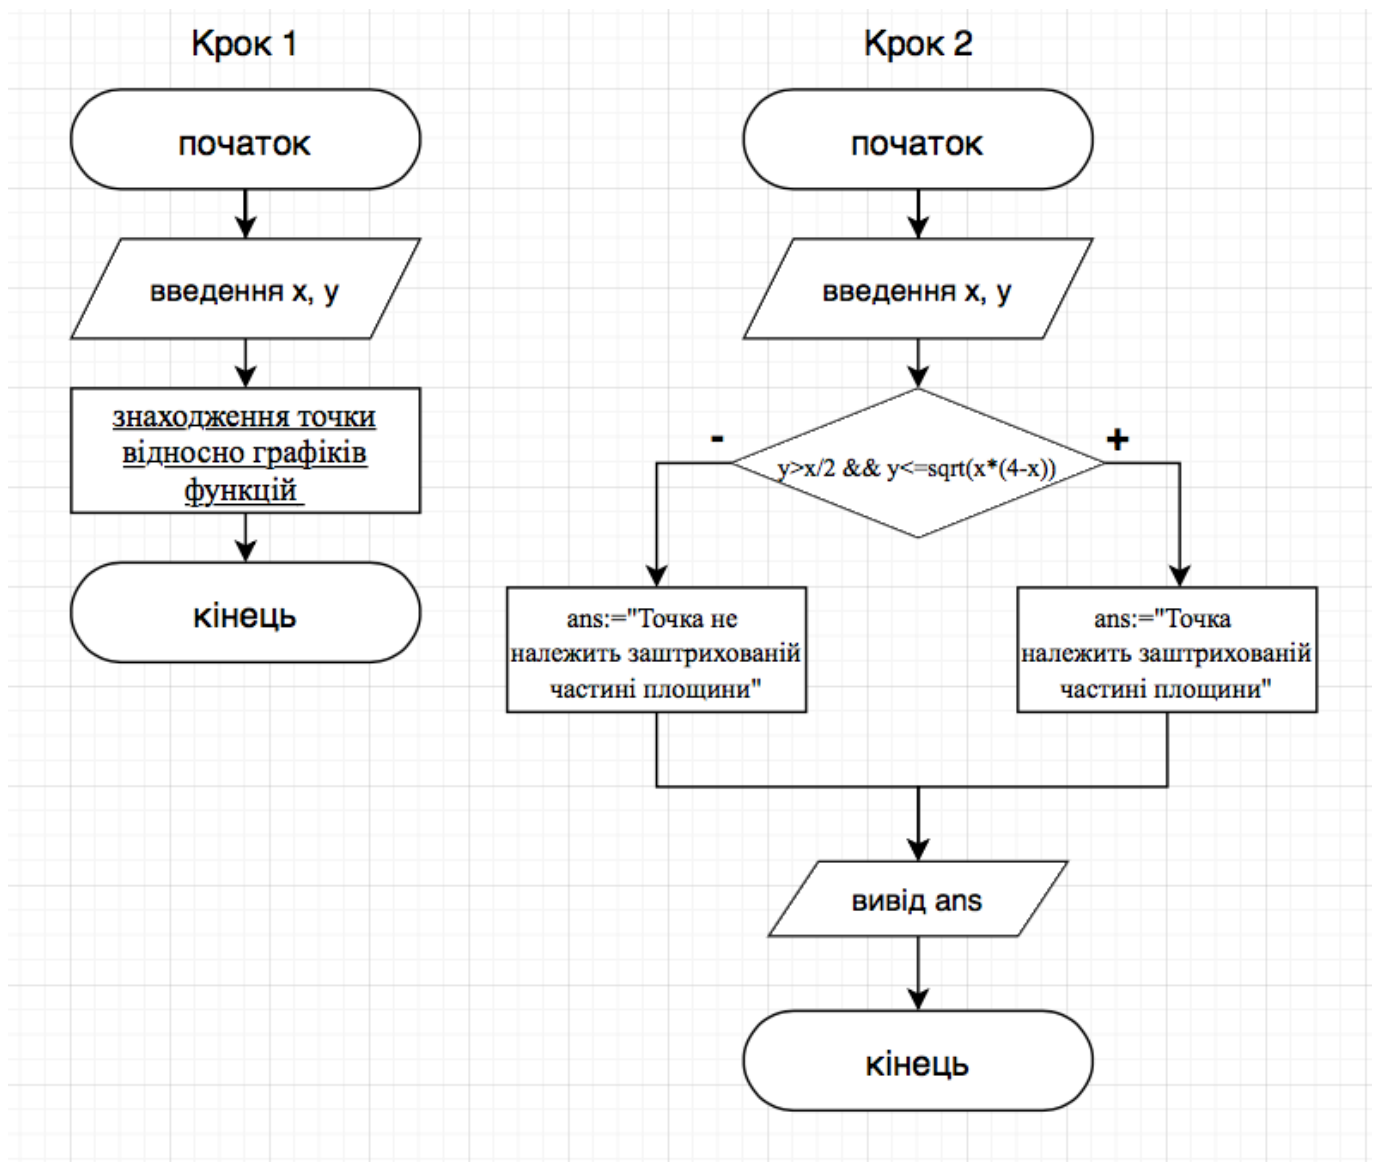 Крок 1
початок
введення x, y
знаходження точки
відносно графіків
функцій
кінець
Крок 2
початок
введення x, y
y>x/2 && y<=sqrt(x*(4-x))
-
+
ans:="Точка не
належить заштрихованій
частині площини"
ans:="Точка
належить заштрихованій
частині площини"
вивід ans
кінець